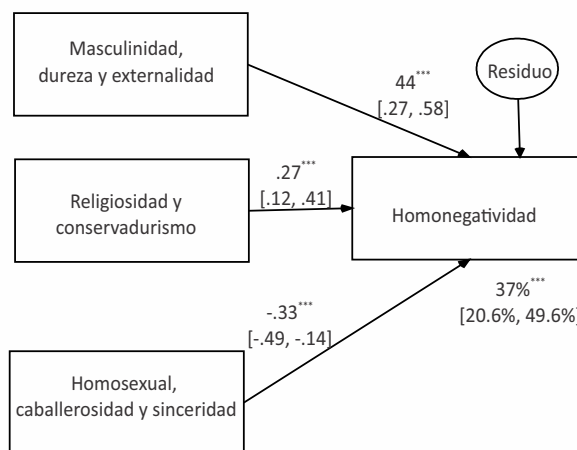 Masculinidad,
dureza y externalidad
44***
[.27, .58]
Residuo
Religiosidad y
conservadurismo
.27***
[.12, .41]
Homonegatividad
37%***
[20.6%, 49.6%]
-.33***
[-.49, -.14]
Homosexual,
caballerosidad y sinceridad